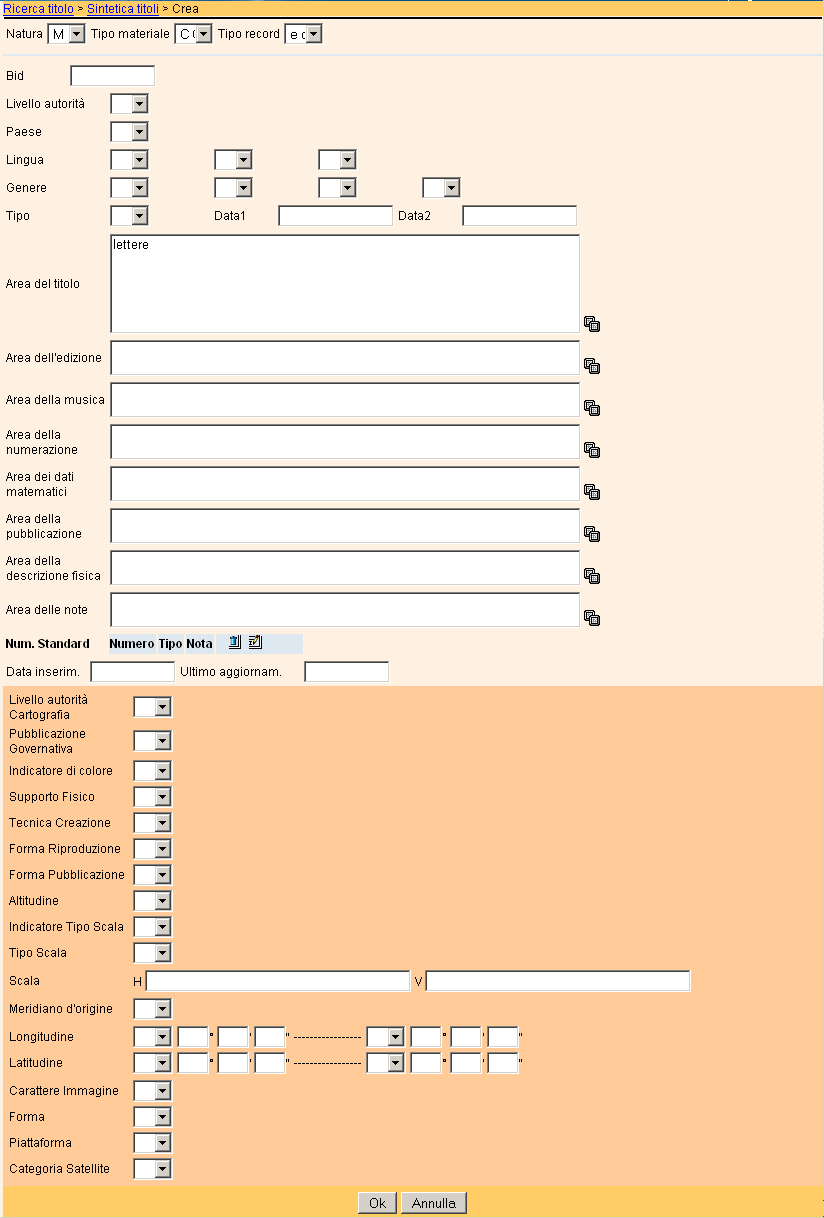 Ricerca titolo > Sintetica titoli > Crea
Natura M Tipo materiale C Tipo record e
Bid
Livello autorità
Paese
Lingua
Genere
Tipo Data1 Data2
Area del titolo lettere
Area dell'edizione
Area della musica
Area della
numerazione
Area dei dati
matematici
Area della
pubblicazione
Area della
descrizione fisica
Area delle note
Num. Standard Numero Tipo Nota
Data inserim. Ultimo aggiornam.
Livello autorità
Cartografia
Pubblicazione
Governativa
Indicatore di colore
Supporto Fisico
Tecnica Creazione
Forma Riproduzione
Forma Pubblicazione
Altitudine
Indicatore Tipo Scala
Tipo Scala
Scala H V
Meridiano d'origine
Longitudine ° ' " ----------------- ° ' "
Latitudine ° ' " ----------------- ° ' "
Carattere Immagine
Forma
Piattaforma
Categoria Satellite
Ok Annulla